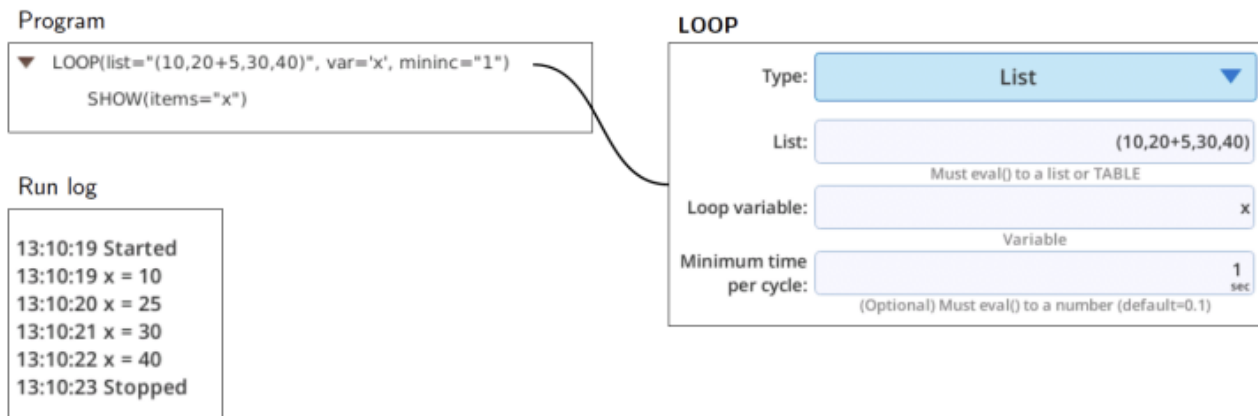 Program
LOOP(list="(10,20+5,30,40)", var='x', mininc="1")
SHOW(items="x")
Run log
13:10:19 Started
13:10:19 x = 10
13:10:20 x = 25
13:10:21 x = 30
13:10:22 x = 40
13:10:23 Stopped
LOOP
Type: List
List: (10,20+5,30,40)
Must eval() to a list or TABLE
Loop variable: x
Variable
Minimum time
per cycle: 1
sec
(Optional) Must eval() to a number (default=0.1)